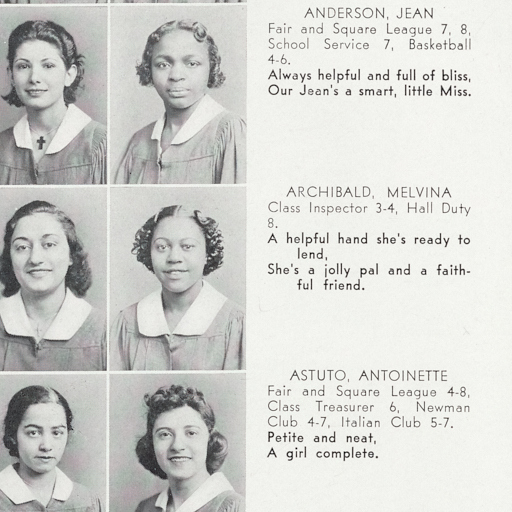 ANDERSON, JEAN
Fair and Square League 7, 8,
School Service 7, Basketball
4-6.
Always helpful and full of bliss,
Our Jean's a smart, little Miss.
ARCHIBALD, MELVINA
Class Inspector 3-4, Hall Duty
8.
A helpful hand she's ready to
lend,
She's a jolly pal and a faith-
ful friend.
ASTUTO, ANTOINETTE
Fair and Square League 4-8,
Class Treasurer 6, Newman
Club 4-7, Italian Club 5-7.
Petite and neat,
A girl complete.